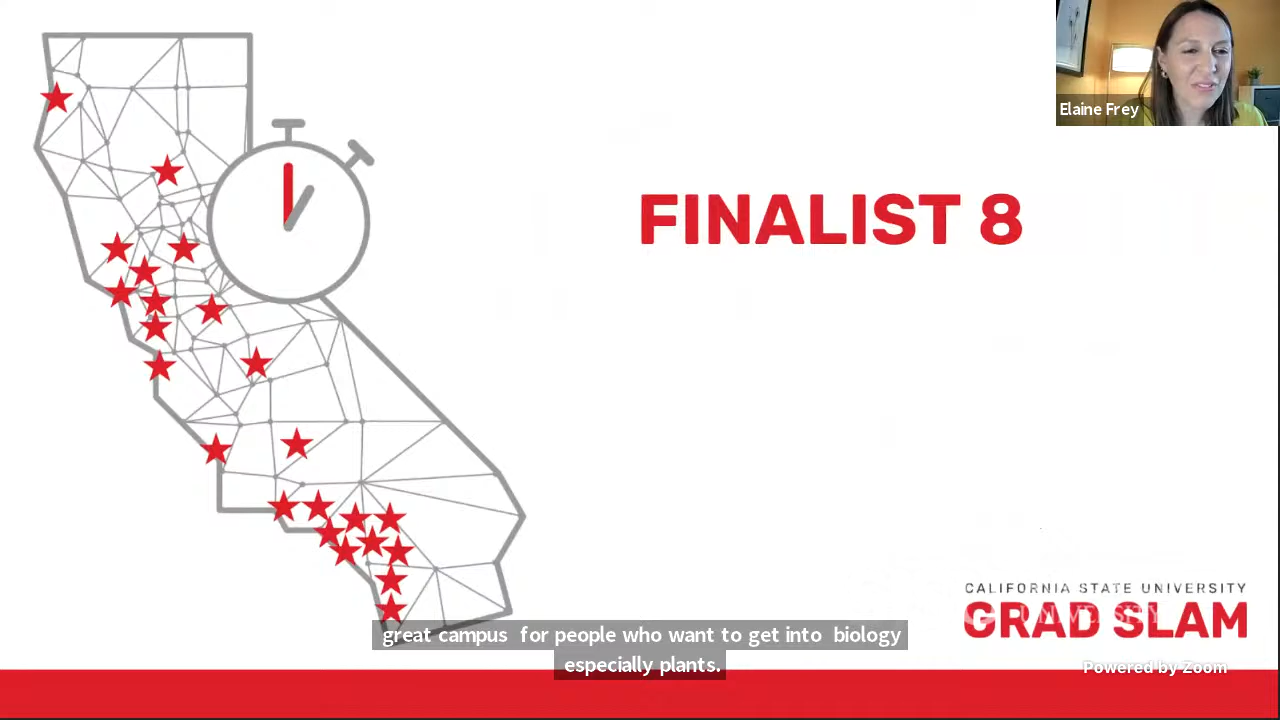 Elaine Frey
FINALIST 8
CALIFORNIA STATE UNIVERSITY
GRAD SLAM
great campus for people who want to get into biology
especially plants.
Powered by Zoom